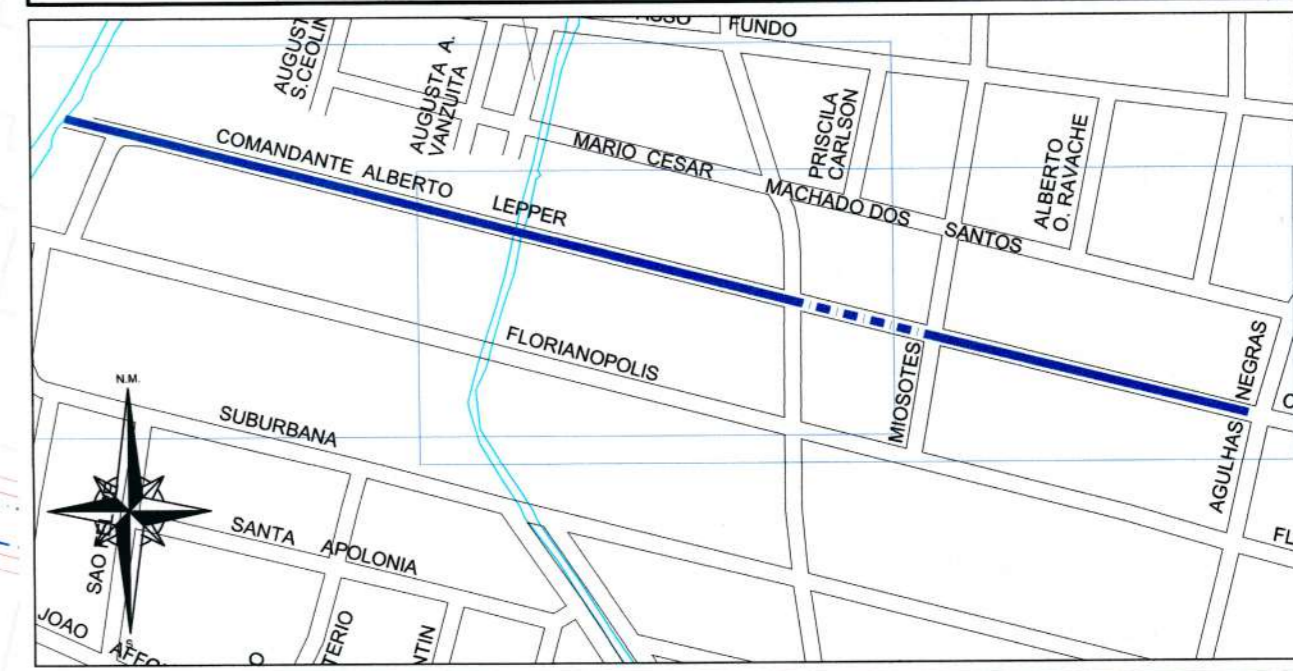 FUNDO
AUGUSTA A.
VANZUITA
S.CEOLIN
PRISCILA
CARLSON
ALBERTO
O. RAVACHE
COMANDANTE ALBERTO LEPPER
MARIO CESAR MACHADO DOS SANTOS
FLORIANOPOLIS
MIOSOTES
AGULHAS NEGRAS
SUBURBANA
N.M.
S
SANTA APOLONIA
SAO
JOAO
FL